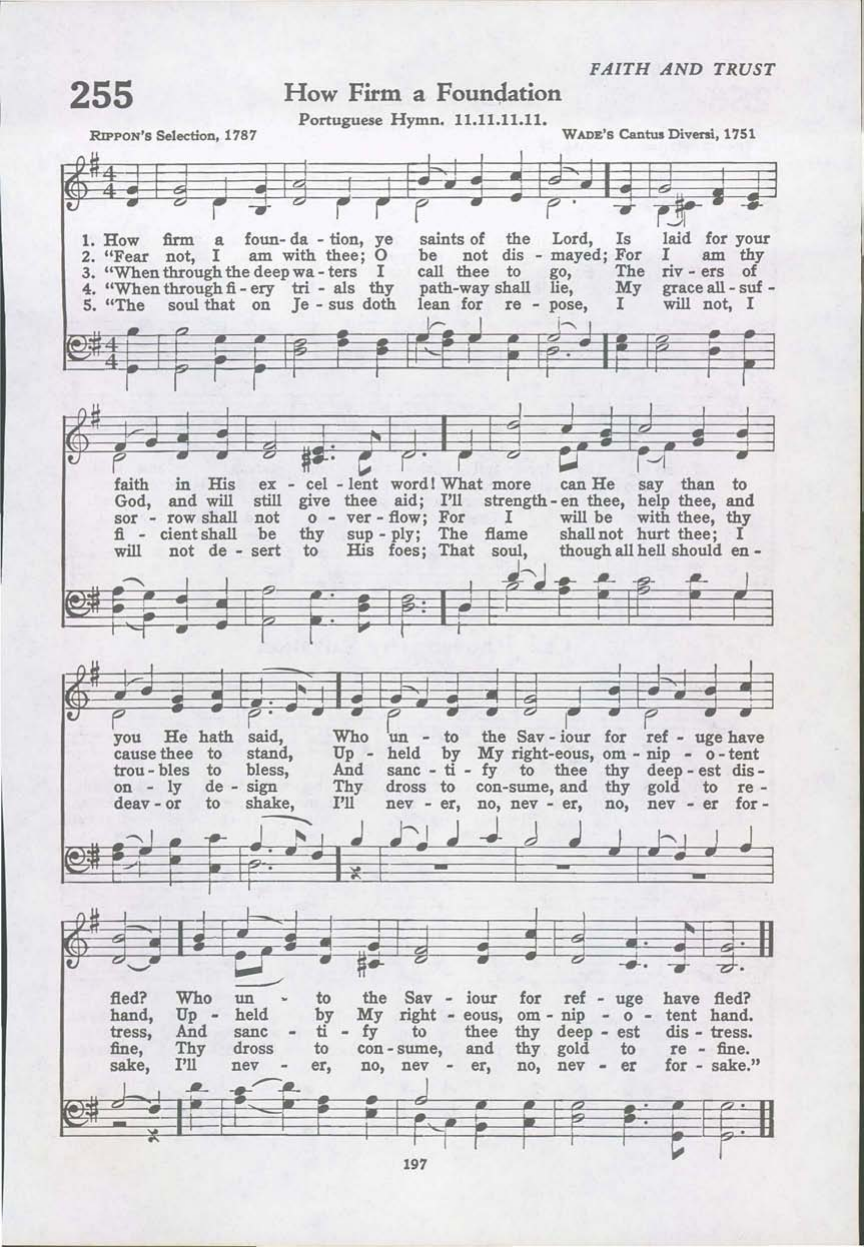 FAITH AND TRUST
255
How Firm a Foundation
Portuguese Hymn. 11.11.11.11.
RIPPON'S Selection, 1787
WADE'S Cantus Diversi, 1751
1. How firm a foun-da - tion, ye saints of the Lord, Is laid for your
2. “Fear not, I am with thee; O be not dis - mayed; For I am thy
3. “When through the deep wa - ters I call thee to go, The riv - ers of
4. “When through fi - ery tri - als thy path-way shall lie, My grace all - suf -
5. “The soul that on Je - sus doth lean for re - pose, I will not, I
faith in His ex - cel - lent word! What more can He say than to
God, and will still give thee aid; I'll strength - en thee, help thee, and
sor - row shall not o - ver - flow; For I will be with thee, thy
fi - cient shall be thy sup - ply; The flame shall not hurt thee; I
will not de - sert to His foes; That soul, though all hell should en -
you He hath said, Who un - to the Sav - iour for ref - uge have
cause thee to stand, Up - held by My right-eous, om - nip - o - tent
trou - bles to bless, And sanc - ti - fy to thee thy deep - est dis -
on - ly de - sign Thy dross to con-sume, and thy gold to re -
deav - or to shake, I'll nev - er, no, nev - er, no, nev - er for -
fled? Who un - to the Sav - iour for ref - uge have fled?
hand, Up - held by My right - eous, om - nip - o - tent hand.
tress, And sanc - ti - fy to thee thy deep - est dis - tress.
fine, Thy dross to con - sume, and thy gold to re - fine.
sake, I'll nev - er, no, nev - er, no, nev - er for - sake.”
197